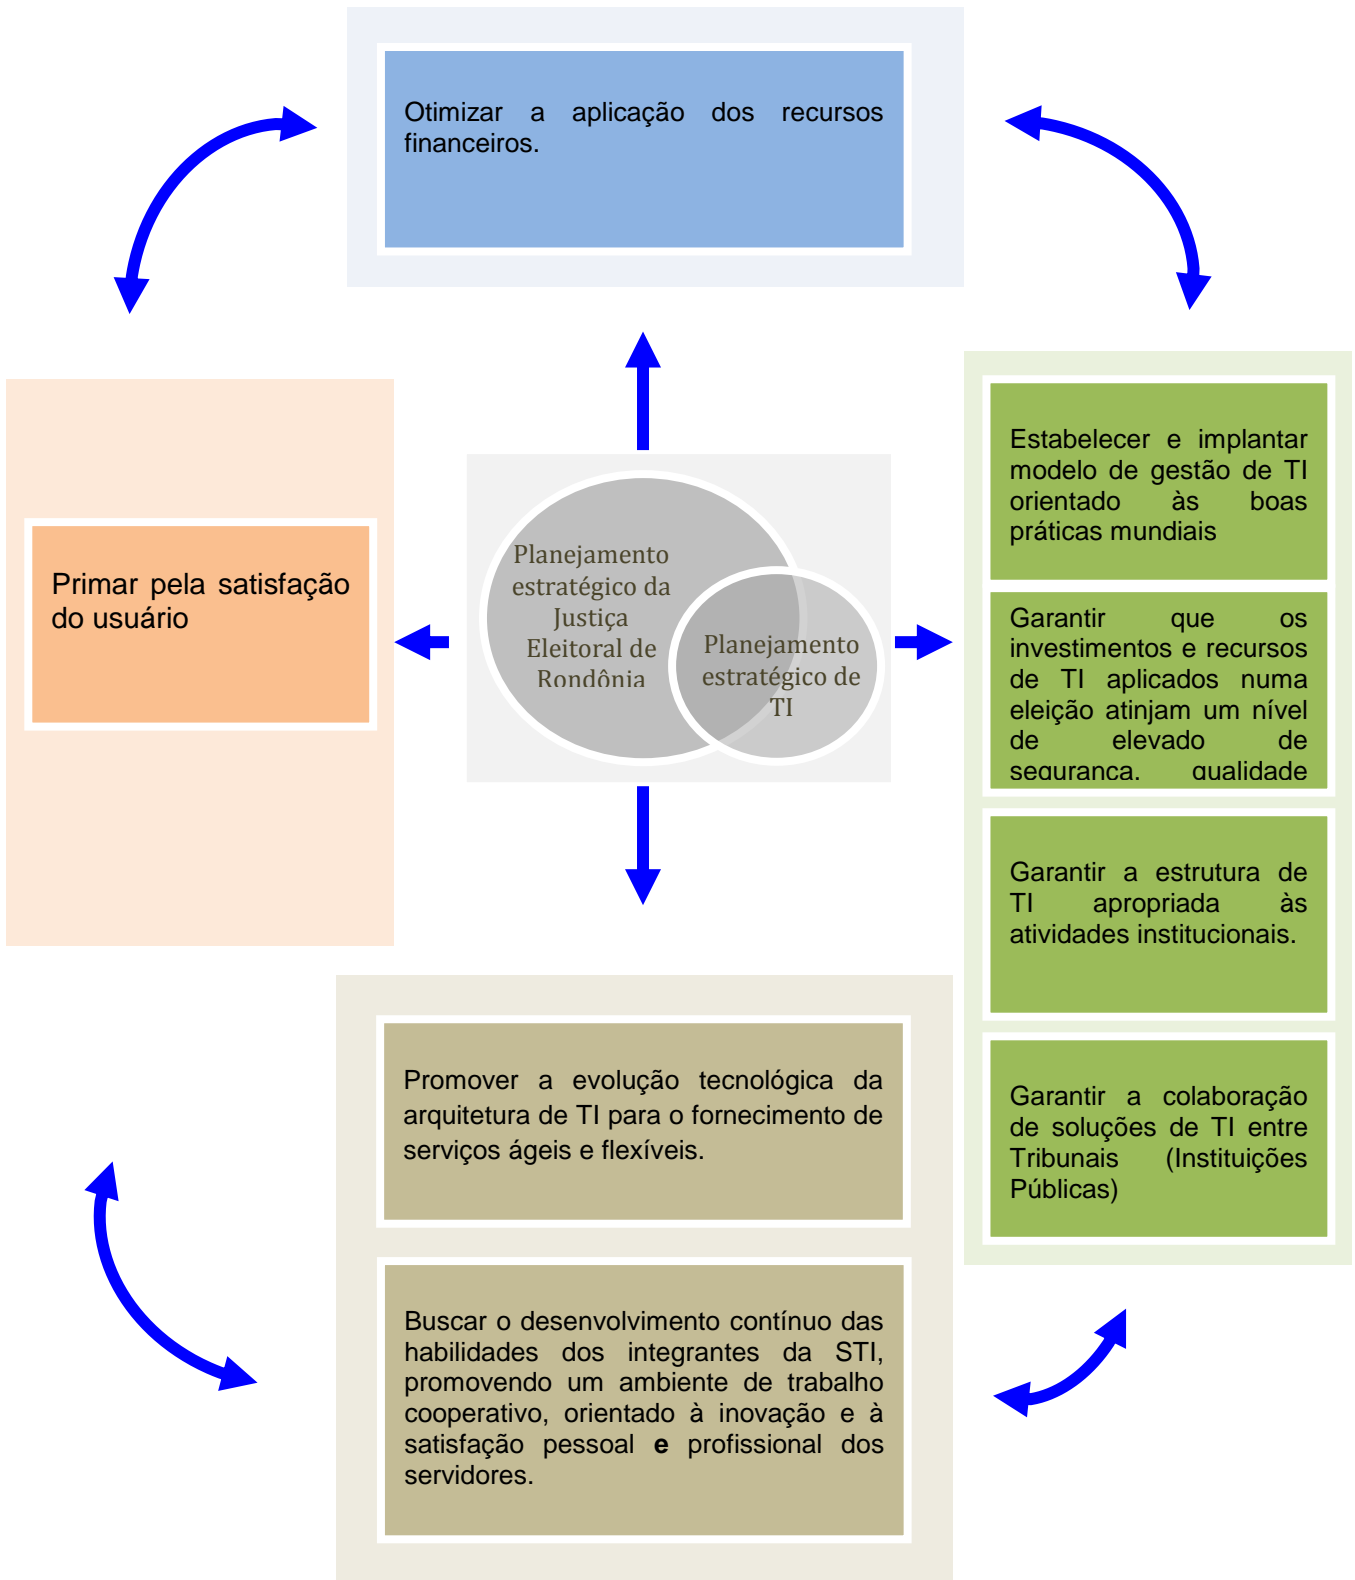 Otimizar a aplicação dos recursos
financeiros.
Primar pela satisfação
do usuário
Planejamento
estratégico da
Justiça
Eleitoral de
Rondônia
Planejamento
estratégico de
TI
Estabelecer e implantar
modelo de gestão de TI
orientado às boas
práticas mundiais
Garantir que os
investimentos e recursos
de TI aplicados numa
eleição atinjam um nível
de elevado de
segurança, qualidade
Garantir a estrutura de
TI apropriada às
atividades institucionais.
Garantir a colaboração
de soluções de TI entre
Tribunais (Instituições
Públicas)
Promover a evolução tecnológica da
arquitetura de TI para o fornecimento de
serviços ágeis e flexíveis.
Buscar o desenvolvimento contínuo das
habilidades dos integrantes da STI,
promovendo um ambiente de trabalho
cooperativo, orientado à inovação e à
satisfação pessoal e profissional dos
servidores.